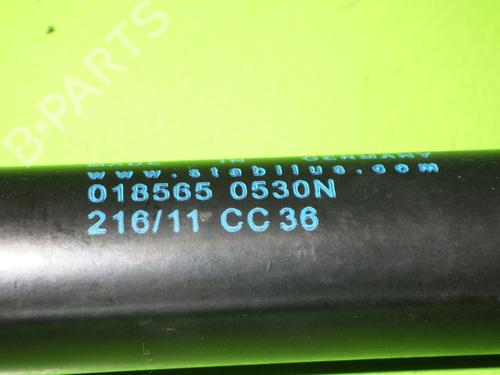 B-PARTS
MADE IN GERMANY
www.stabilus.com
018565 0530N
216/11 CC 36